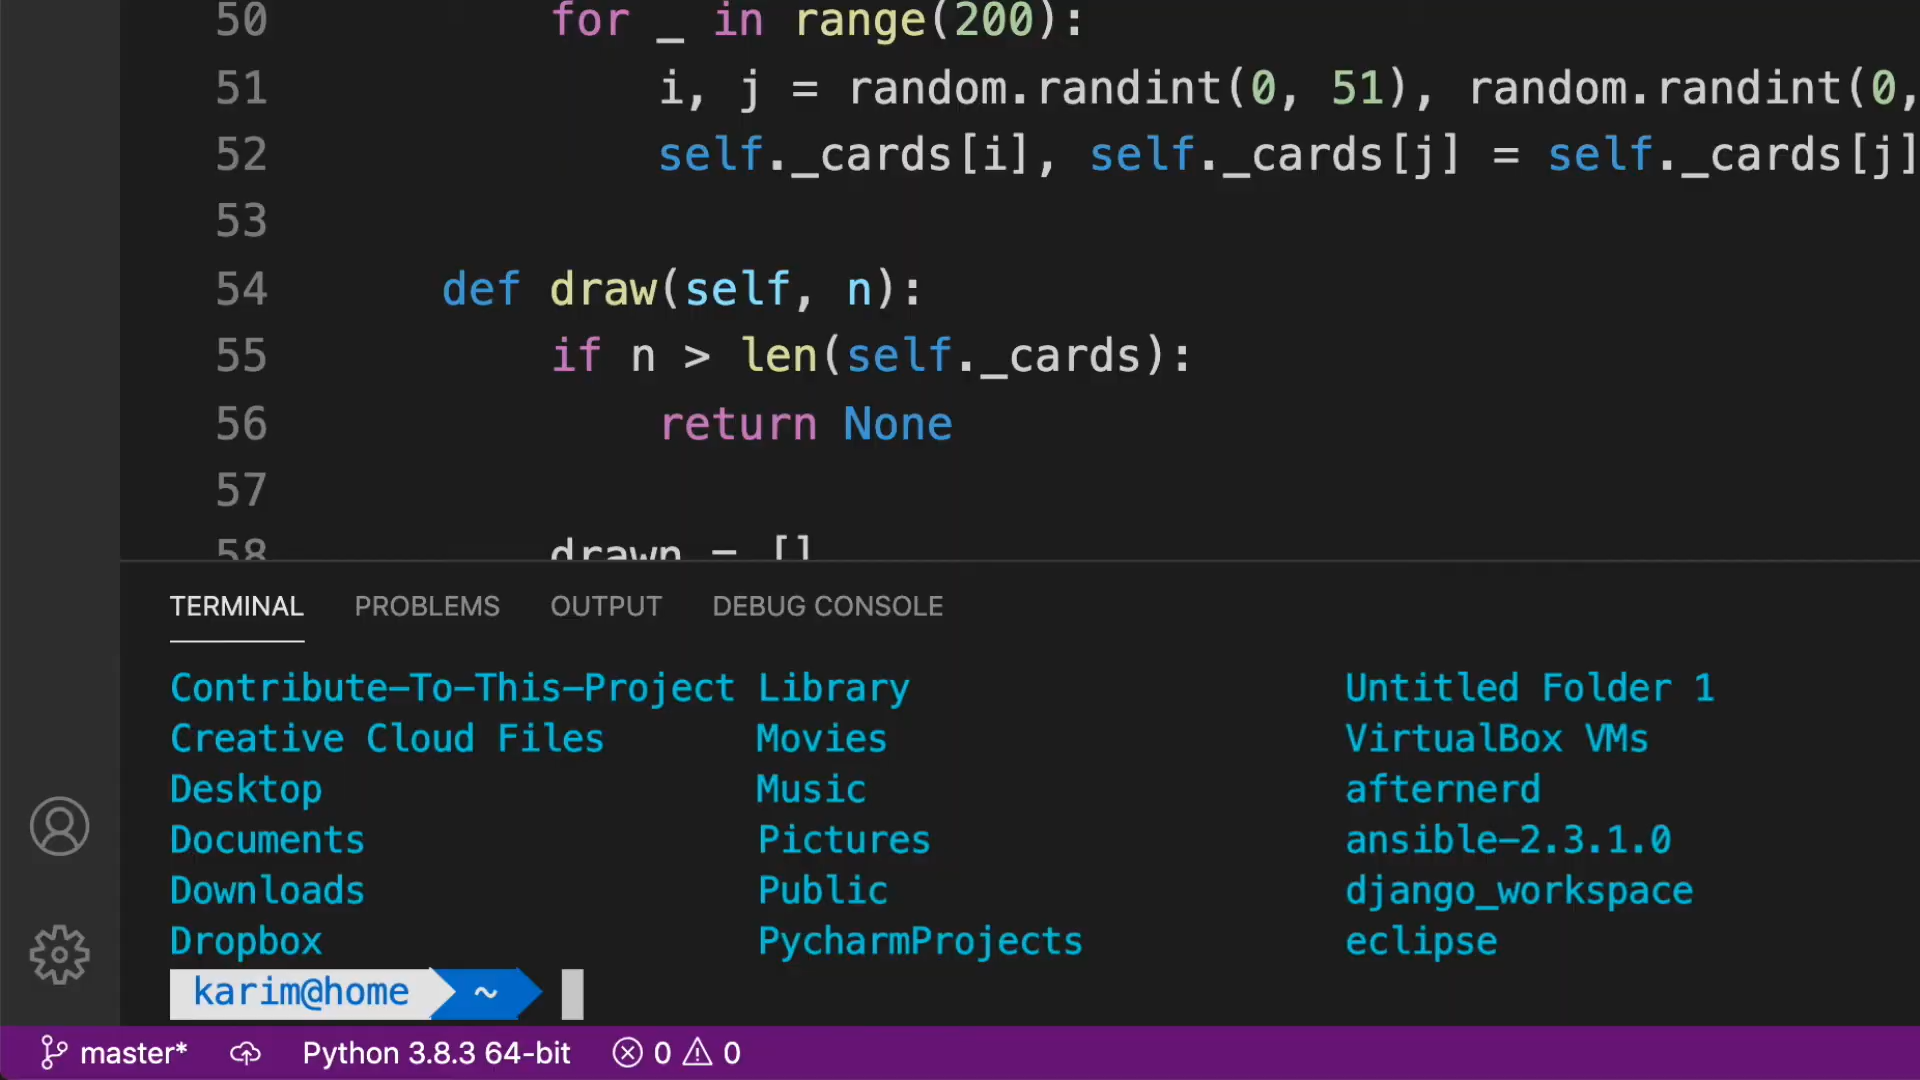 50 for _ in range(200):
51 i, j = random.randint(0, 51), random.randint(0,
52 self._cards[i], self._cards[j] = self._cards[j]
53
54 def draw(self, n):
55 if n > len(self._cards):
56 return None
57
58 drawn = []
TERMINAL PROBLEMS OUTPUT DEBUG CONSOLE
Contribute-To-This-Project Library Untitled Folder 1
Creative Cloud Files Movies VirtualBox VMs
Desktop Music afternerd
Documents Pictures ansible-2.3.1.0
Downloads Public django_workspace
Dropbox PycharmProjects eclipse
karim@home ~
master* Python 3.8.3 64-bit 0 0